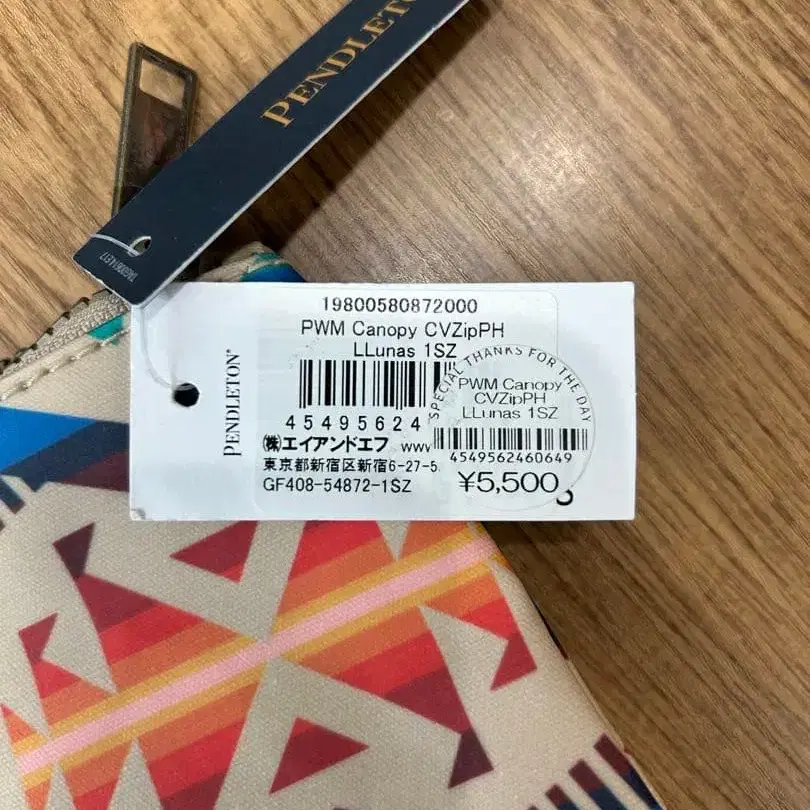 PENDLETON
19800580872000
PWM Canopy CVZipPH
LLunas 1SZ
45495624
㈱エイアンドエフ www
東京都新宿区新宿6-27-5
GF408-54872-1SZ
PENDLETON®
SPECIAL THANKS FOR THE DAY
PWM Canopy
CVZipPH
LLunas 1SZ
4549562460649
¥5,500